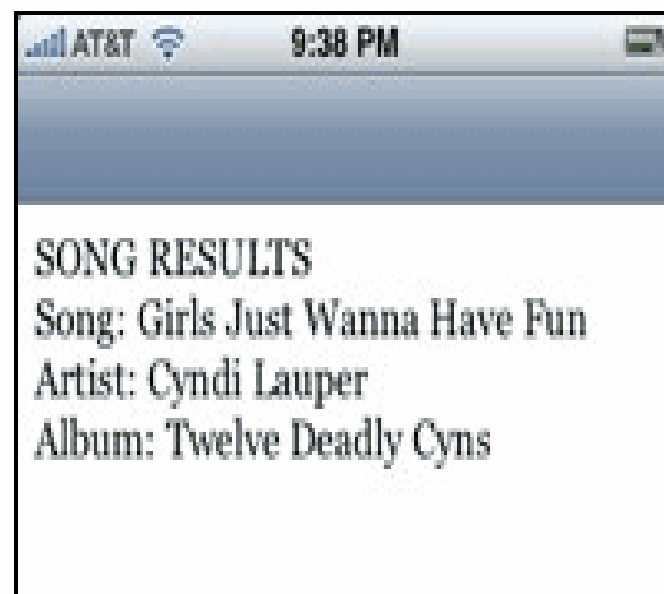 AT&T 9:38 PM
SONG RESULTS
Song: Girls Just Wanna Have Fun
Artist: Cyndi Lauper
Album: Twelve Deadly Cyns